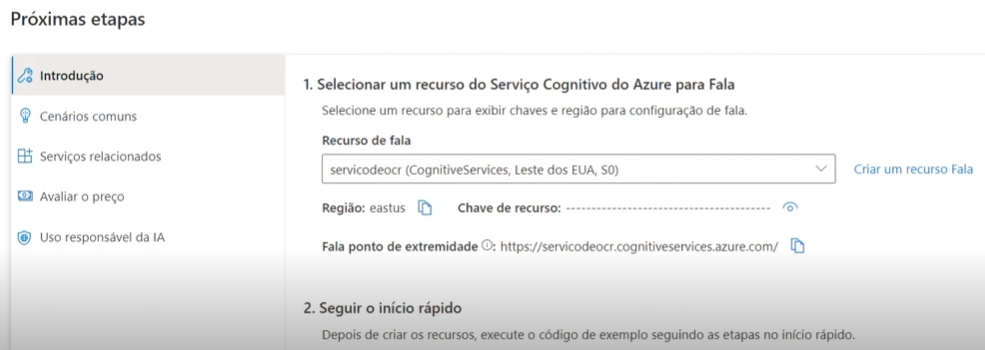 Próximas etapas
Introdução
Cenários comuns
Serviços relacionados
Avaliar o preço
Uso responsável da IA
1. Selecionar um recurso do Serviço Cognitivo do Azure para Fala
Selecione um recurso para exibir chaves e região para configuração de fala.
Recurso de fala
servicodeocr (CognitiveServices, Leste dos EUA, S0)
Criar um recurso Fala
Região: eastus
Chave de recurso: ----------------------------------------
Fala ponto de extremidade : https://servicodeocr.cognitiveservices.azure.com/
2. Seguir o início rápido
Depois de criar os recursos, execute o código de exemplo seguindo as etapas no início rápido.